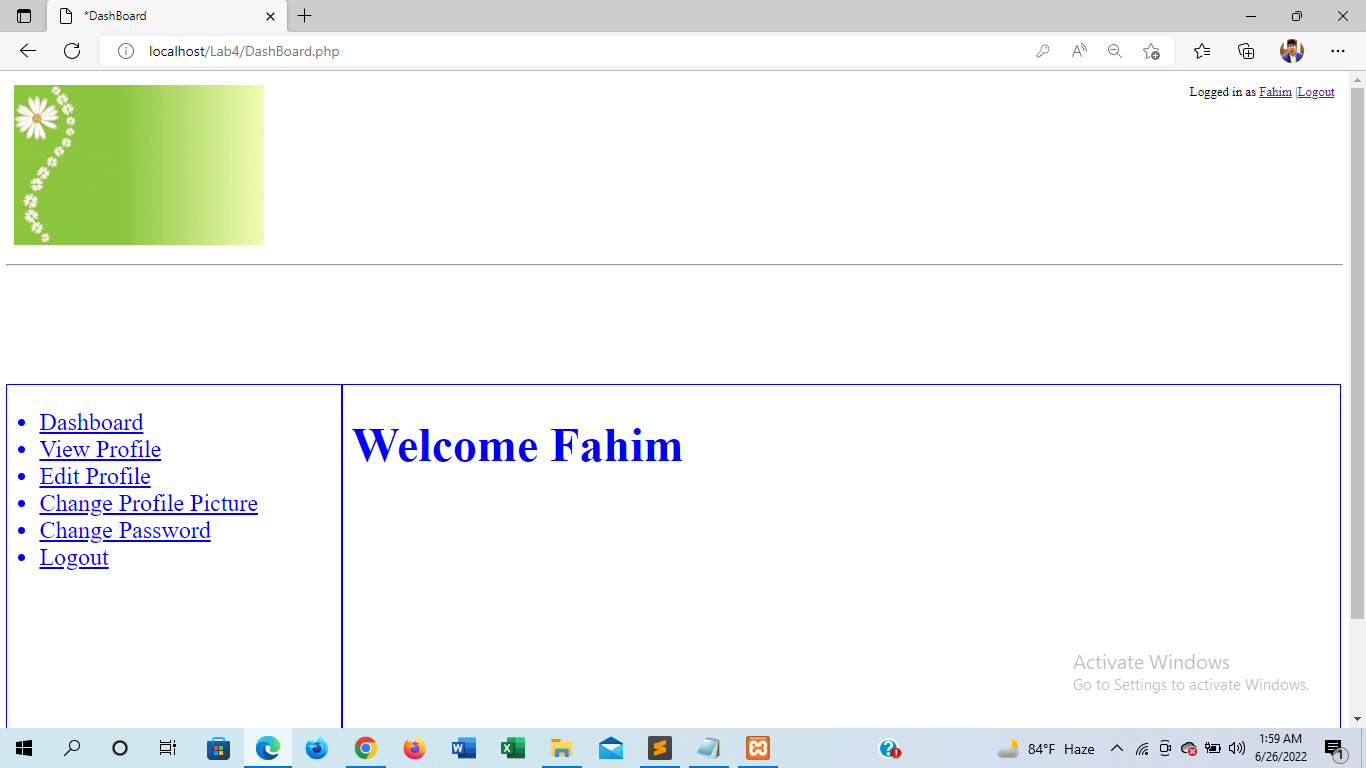 *DashBoard
localhost/Lab4/DashBoard.php
Logged in as Fahim |Logout
Dashboard
View Profile
Edit Profile
Change Profile Picture
Change Password
Logout
Welcome Fahim
Activate Windows
Go to Settings to activate Windows.
84°F Haze
1:59 AM
6/26/2022
1